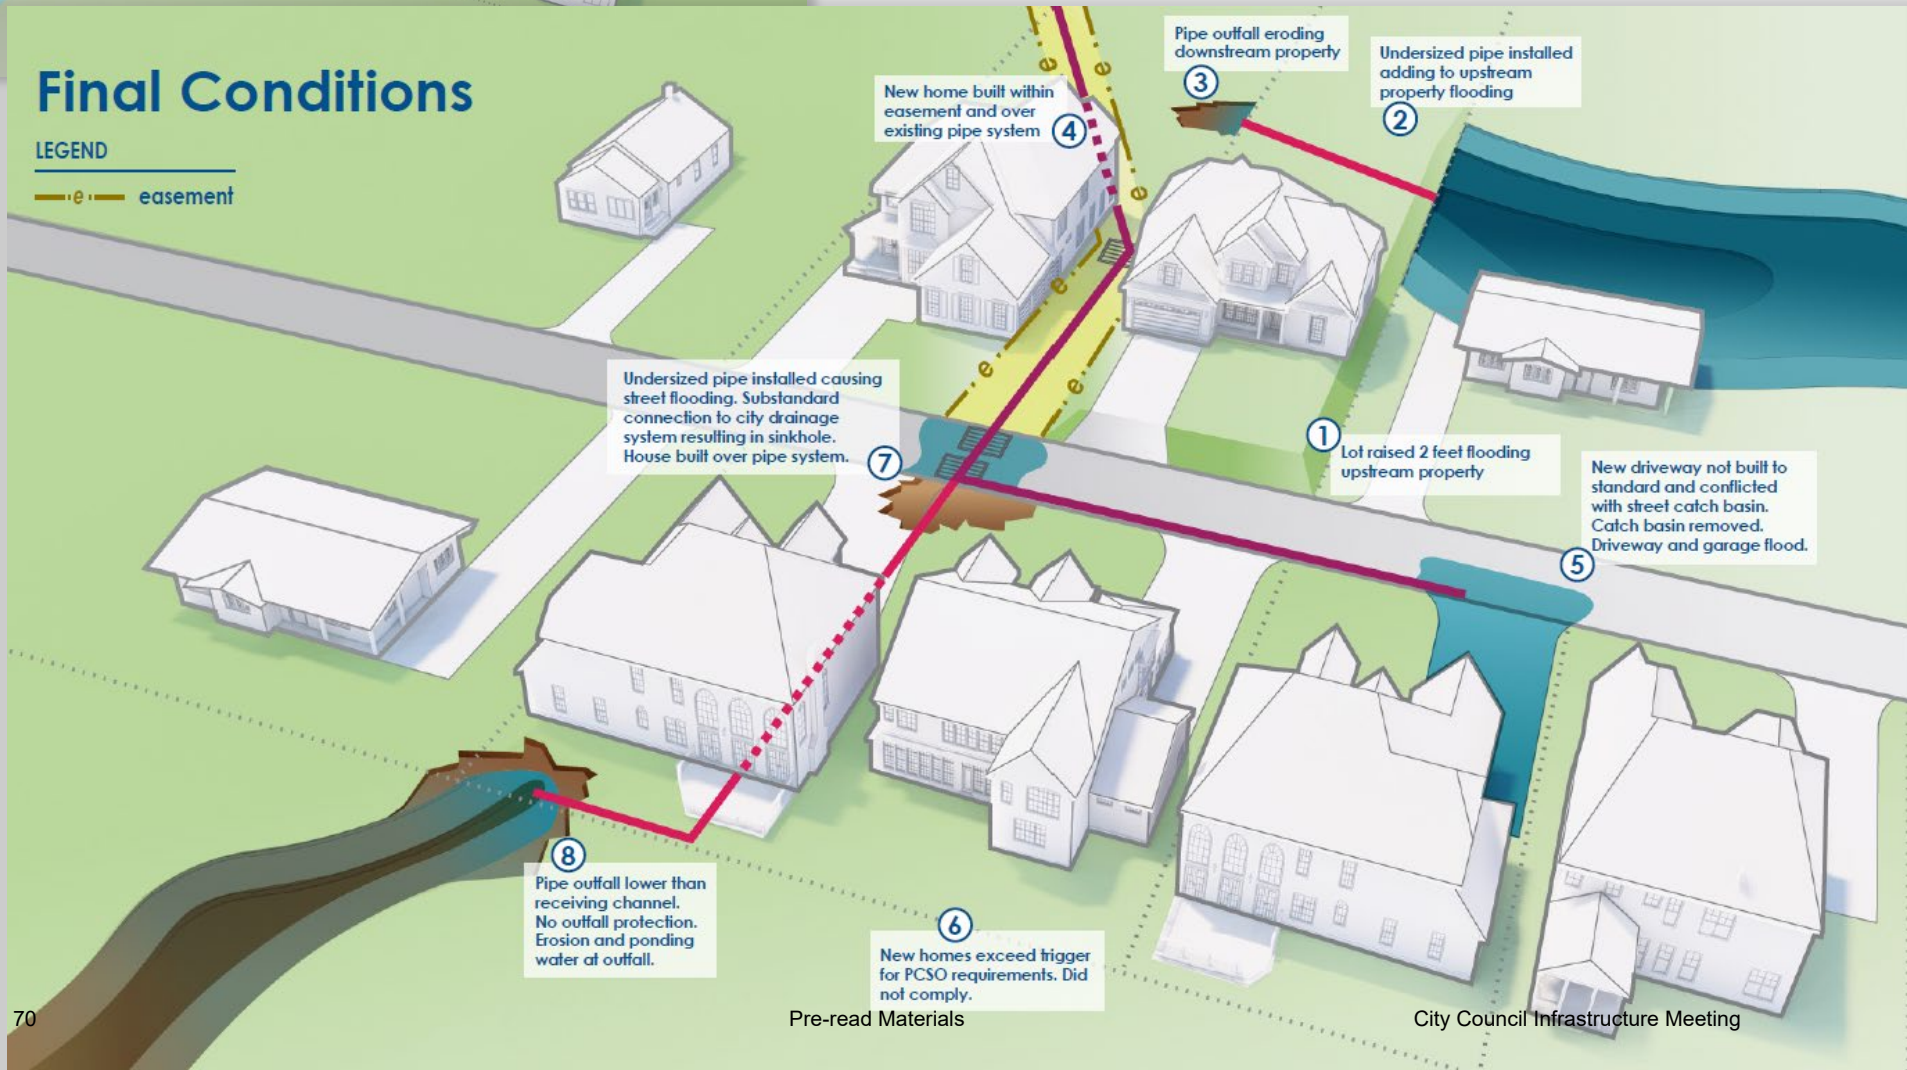 Final Conditions
LEGEND
e easement
Pipe outfall eroding
downstream property
3
Undersized pipe installed
adding to upstream
property flooding
2
New home built within
easement and over
existing pipe system
4
e
e
e
e
e
e
Undersized pipe installed causing
street flooding. Substandard
connection to city drainage
system resulting in sinkhole.
House built over pipe system.
7
1
Lot raised 2 feet flooding
upstream property
New driveway not built to
standard and conflicted
with street catch basin.
Catch basin removed.
Driveway and garage flood.
5
8
Pipe outfall lower than
receiving channel.
No outfall protection.
Erosion and ponding
water at outfall.
6
New homes exceed trigger
for PCSO requirements. Did
not comply.
70
Pre-read Materials
City Council Infrastructure Meeting